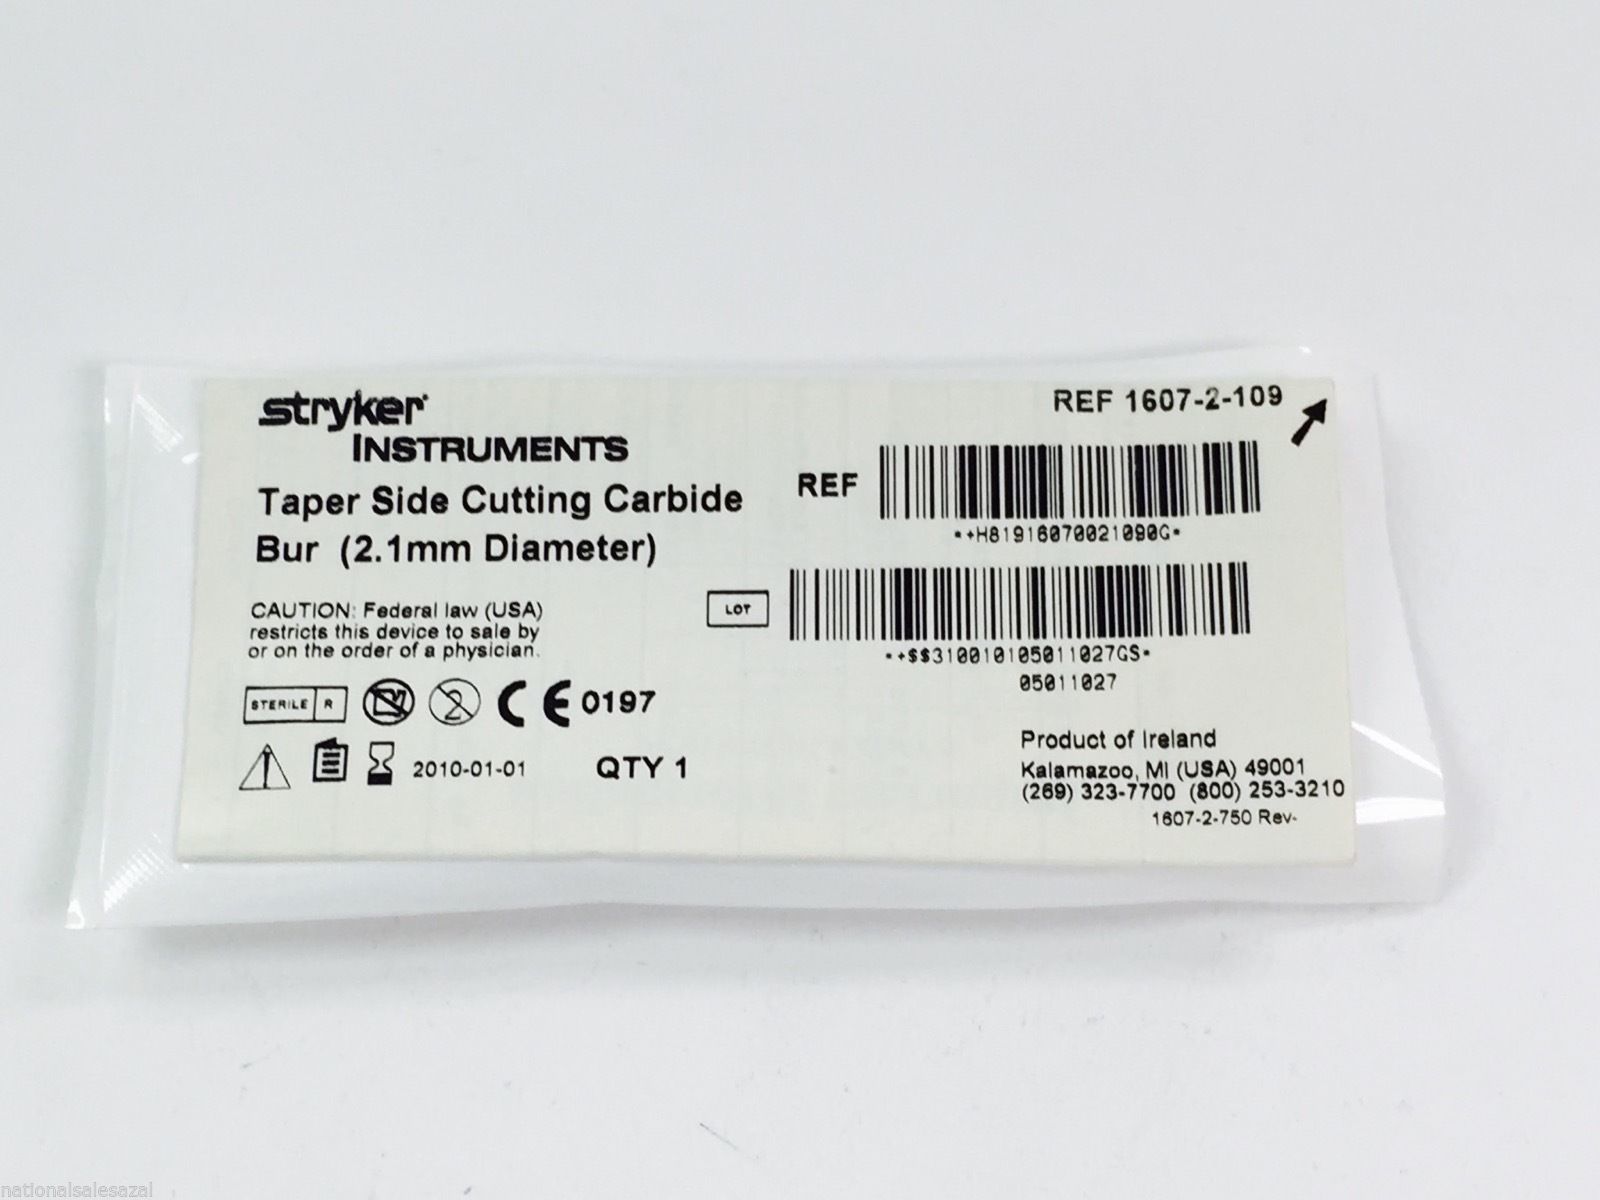 stryker
INSTRUMENTS
Taper Side Cutting Carbide
Bur (2.1mm Diameter)
CAUTION: Federal law (USA)
restricts this device to sale by
or on the order of a physician.
STERILE R
2
CE 0197
2010-01-01
QTY 1
REF 1607-2-109
REF
*+H81916070021090G*
LOT
*+$$310010105011027GS*
05011027
Product of Ireland
Kalamazoo, MI (USA) 49001
(269) 323-7700 (800) 253-3210
1607-2-750 Rev-
nationalsalesazal